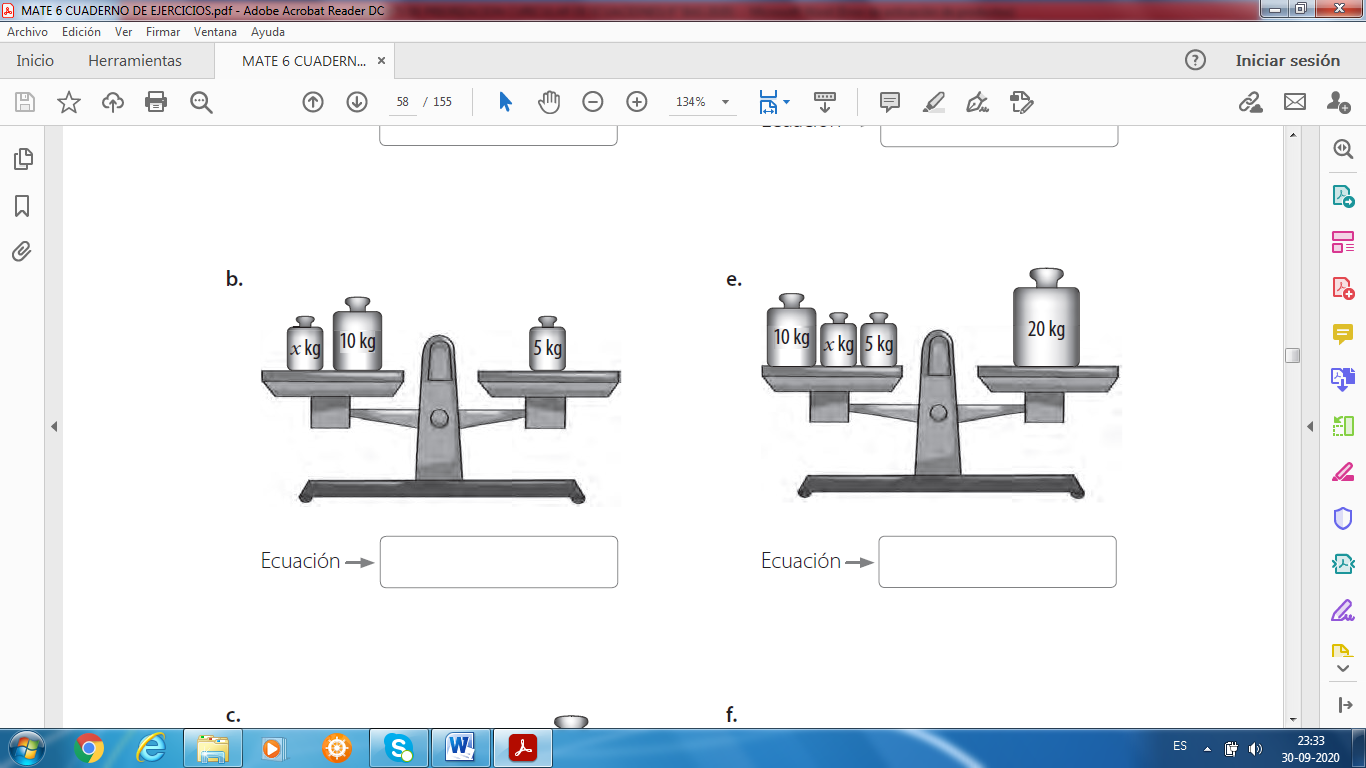 MATE 6 CUADERNO DE EJERCICIOS.pdf - Adobe Acrobat Reader DC
Archivo Edición Ver Firmar Ventana Ayuda
Inicio Herramientas MATE 6 CUADERN... × ? Iniciar sesión
58 / 155 134%
b.
x kg 10 kg 5 kg
Ecuación
e.
10 kg x kg 5 kg 20 kg
Ecuación
c. f.
ES 23:33
30-09-2020